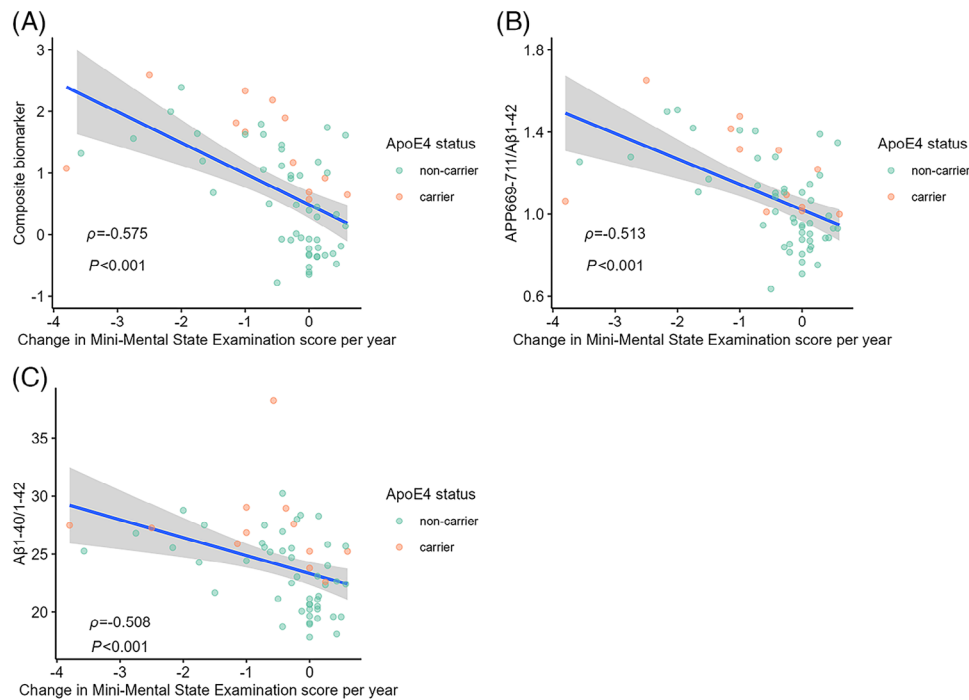 (A)
3
2
1
0
-1
Composite biomarker
ρ=-0.575
P<0.001
-4 -3 -2 -1 0
Change in Mini-Mental State Examination score per year
ApoE4 status
non-carrier
carrier
(B)
1.8
1.4
1.0
0.6
APP669-711/Aβ1-42
ρ=-0.513
P<0.001
-4 -3 -2 -1 0
Change in Mini-Mental State Examination score per year
ApoE4 status
non-carrier
carrier
(C)
35
30
25
20
Aβ1-40/1-42
ρ=-0.508
P<0.001
-4 -3 -2 -1 0
Change in Mini-Mental State Examination score per year
ApoE4 status
non-carrier
carrier